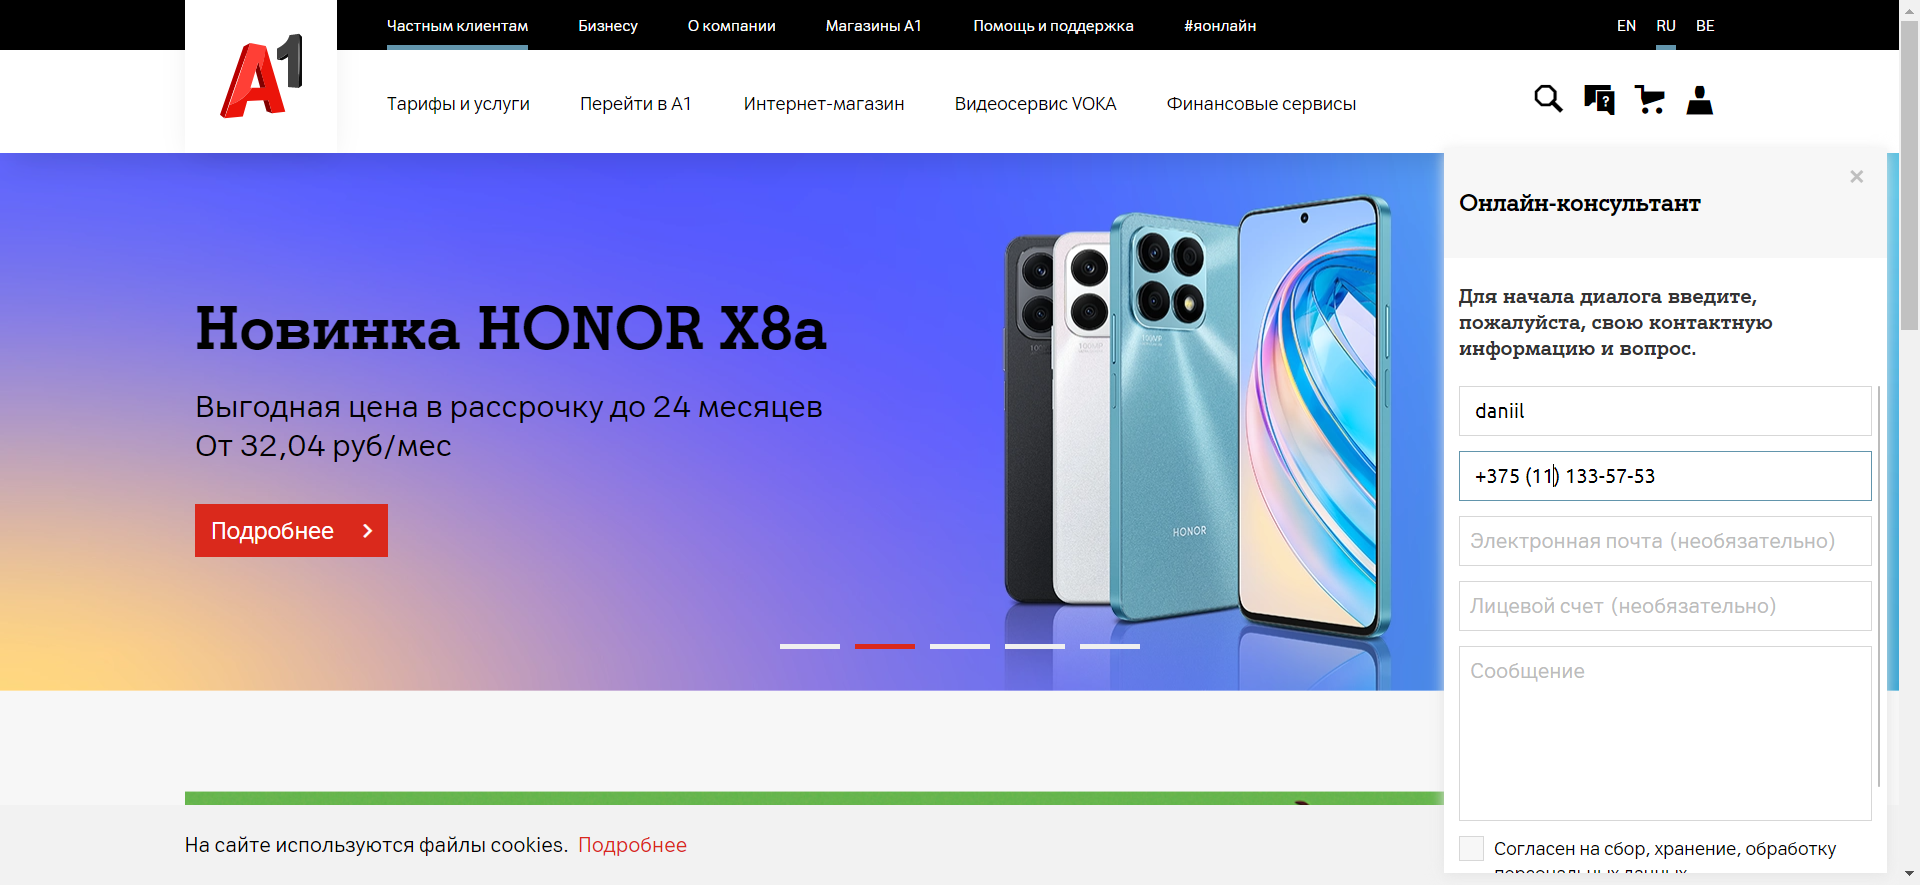 Частным клиентам Бизнесу О компании Магазины А1 Помощь и поддержка #яонлайн EN RU BE
A1
Тарифы и услуги Перейти в А1 Интернет-магазин Видеосервис VOKA Финансовые сервисы
?
Новинка HONOR X8a
Выгодная цена в рассрочку до 24 месяцев
От 32,04 руб/мес
Подробнее
HONOR
Онлайн-консультант
×
Для начала диалога введите,
пожалуйста, свою контактную
информацию и вопрос.
daniil
+375 (11) 133-57-53
Электронная почта (необязательно)
Лицевой счет (необязательно)
Сообщение
Согласен на сбор, хранение, обработку
персональных данных
На сайте используются файлы cookies. Подробнее